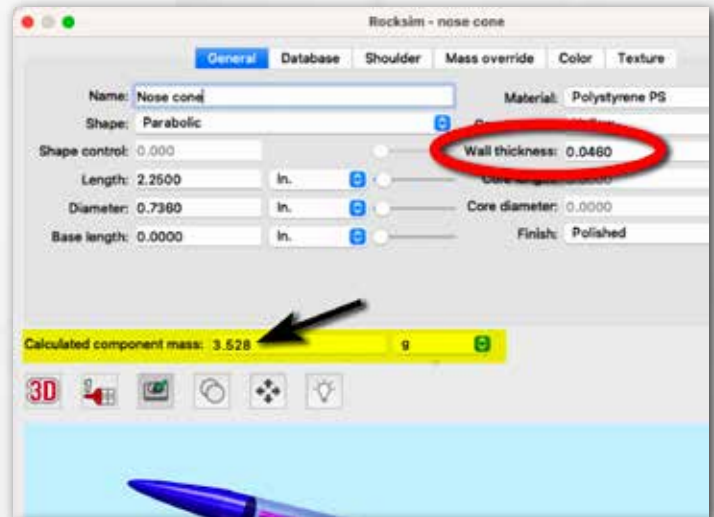 Rocksim - nose cone
General Database Shoulder Mass override Color Texture
Name: Nose cone Material: Polystyrene PS
Shape: Parabolic
Shape control: 0.000 Wall thickness: 0.0460
Length: 2.2500 In.
Diameter: 0.7360 In. Core diameter: 0.0000
Base length: 0.0000 In. Finish: Polished
Calculated component mass: 3.528 g
3D